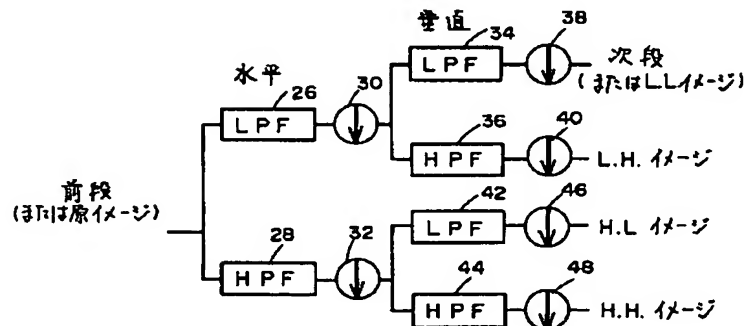 垂直
34
38
LPF
次段
(またはLLイメージ)
水平
26
30
LPF
36
40
HPF
L.H. イメージ
前段
(または原イメージ)
42
46
LPF
H.L イメージ
28
32
HPF
44
48
HPF
H.H. イメージ